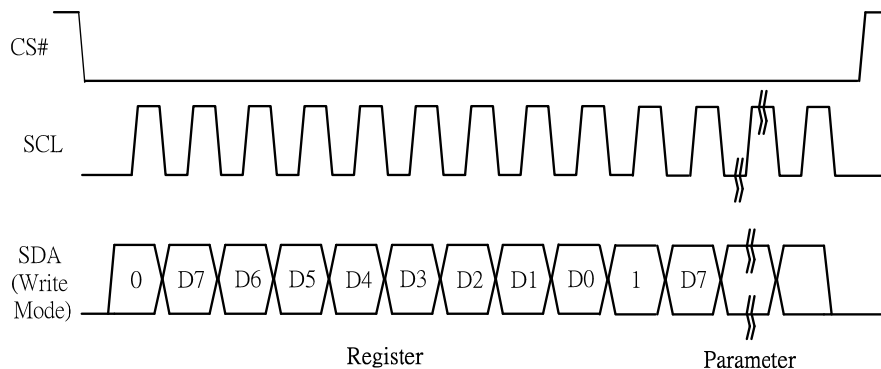 CS#
SCL
SDA
(Write
Mode)
0 D7 D6 D5 D4 D3 D2 D1 D0 1 D7
Register Parameter